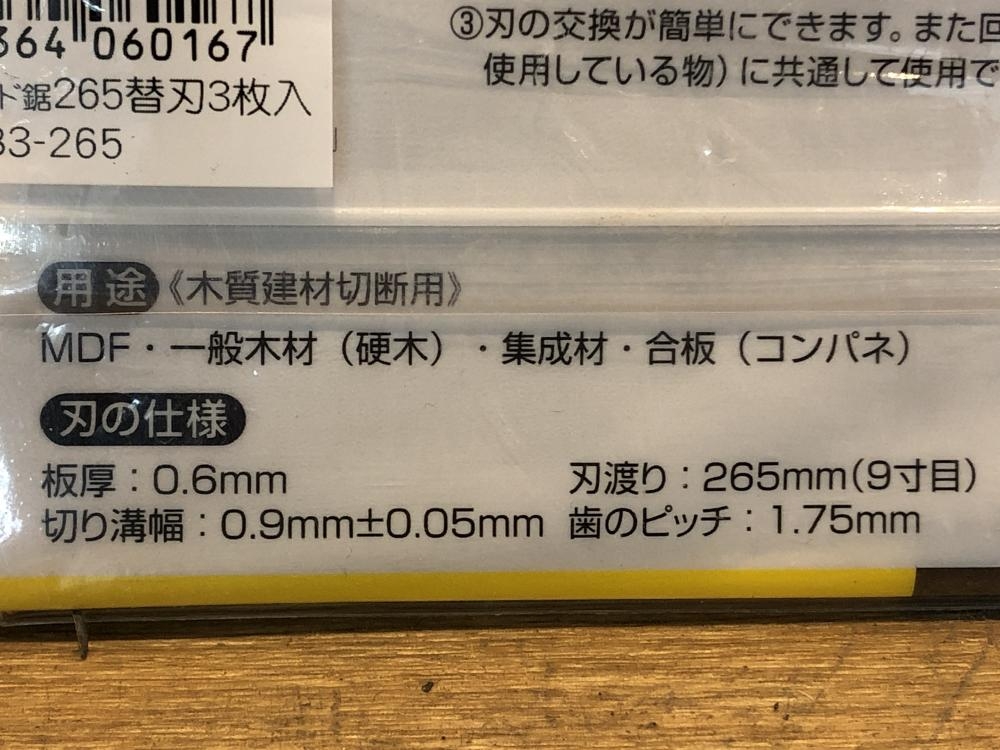 364 060167
ド鋸265替刃3枚入
33-265
③刃の交換が簡単にできます。また回
使用している物)に共通して使用で
用途《木質建材切断用》
MDF・一般木材（硬木）・集成材・合板（コンパネ）
刃の仕様
板厚：0.6mm 刃渡り：265mm(9寸目)
切り溝幅：0.9mm±0.05mm 歯のピッチ：1.75mm